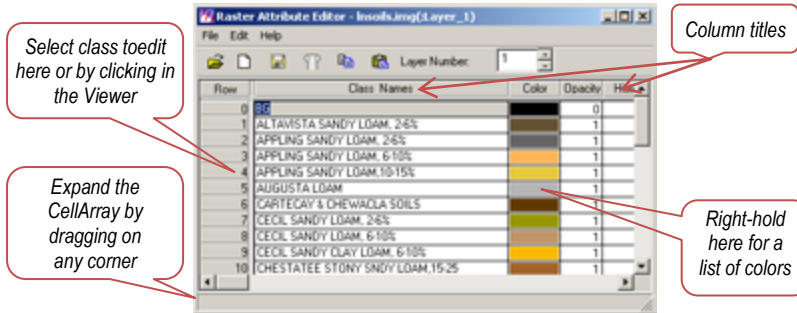 Raster Attribute Editor - lnsoils.img(:Layer_1)
File Edit Help
Layer Number: 1
Row Class Names Color Opacity
0 BG 0
1 ALTAVISTA SANDY LOAM, 2-6% 1
2 APPLING SANDY LOAM, 2-6% 1
3 APPLING SANDY LOAM, 6-10% 1
4 APPLING SANDY LOAM,10-15% 1
5 AUGUSTA LOAM 1
6 CARTECAY & CHEWACLA SOILS 1
7 CECIL SANDY LOAM, 2-6% 1
8 CECIL SANDY LOAM, 6-10% 1
9 CECIL SANDY CLAY LOAM, 6-10% 1
10 CHESTATEE STONY SNDY LOAM,15-25 1
Select class toedit
here or by clicking in
the Viewer
Expand the
CellArray by
dragging on
any corner
Column titles
Right-hold
here for a
list of colors